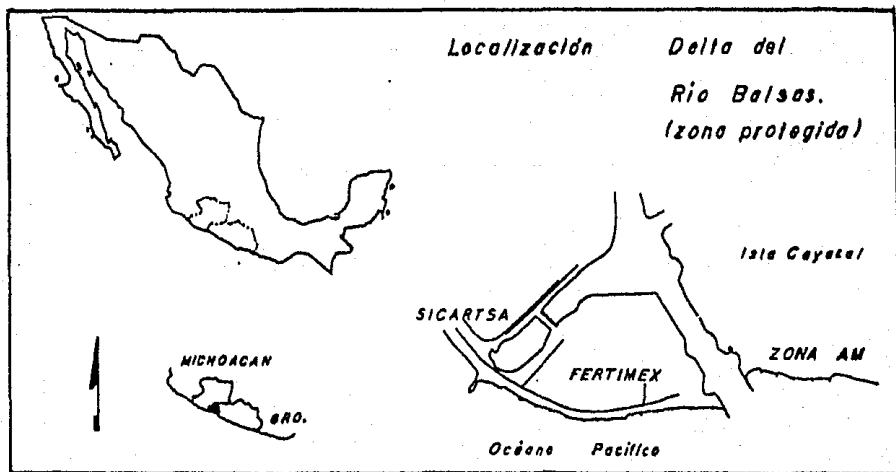 Localización
Delta del
Río Balsas.
(zona protegida)
Isla Cayacal
SICARTSA
ZONA AM
FERTIMEX
MICHOACAN
GRO.
Océano Pacífico